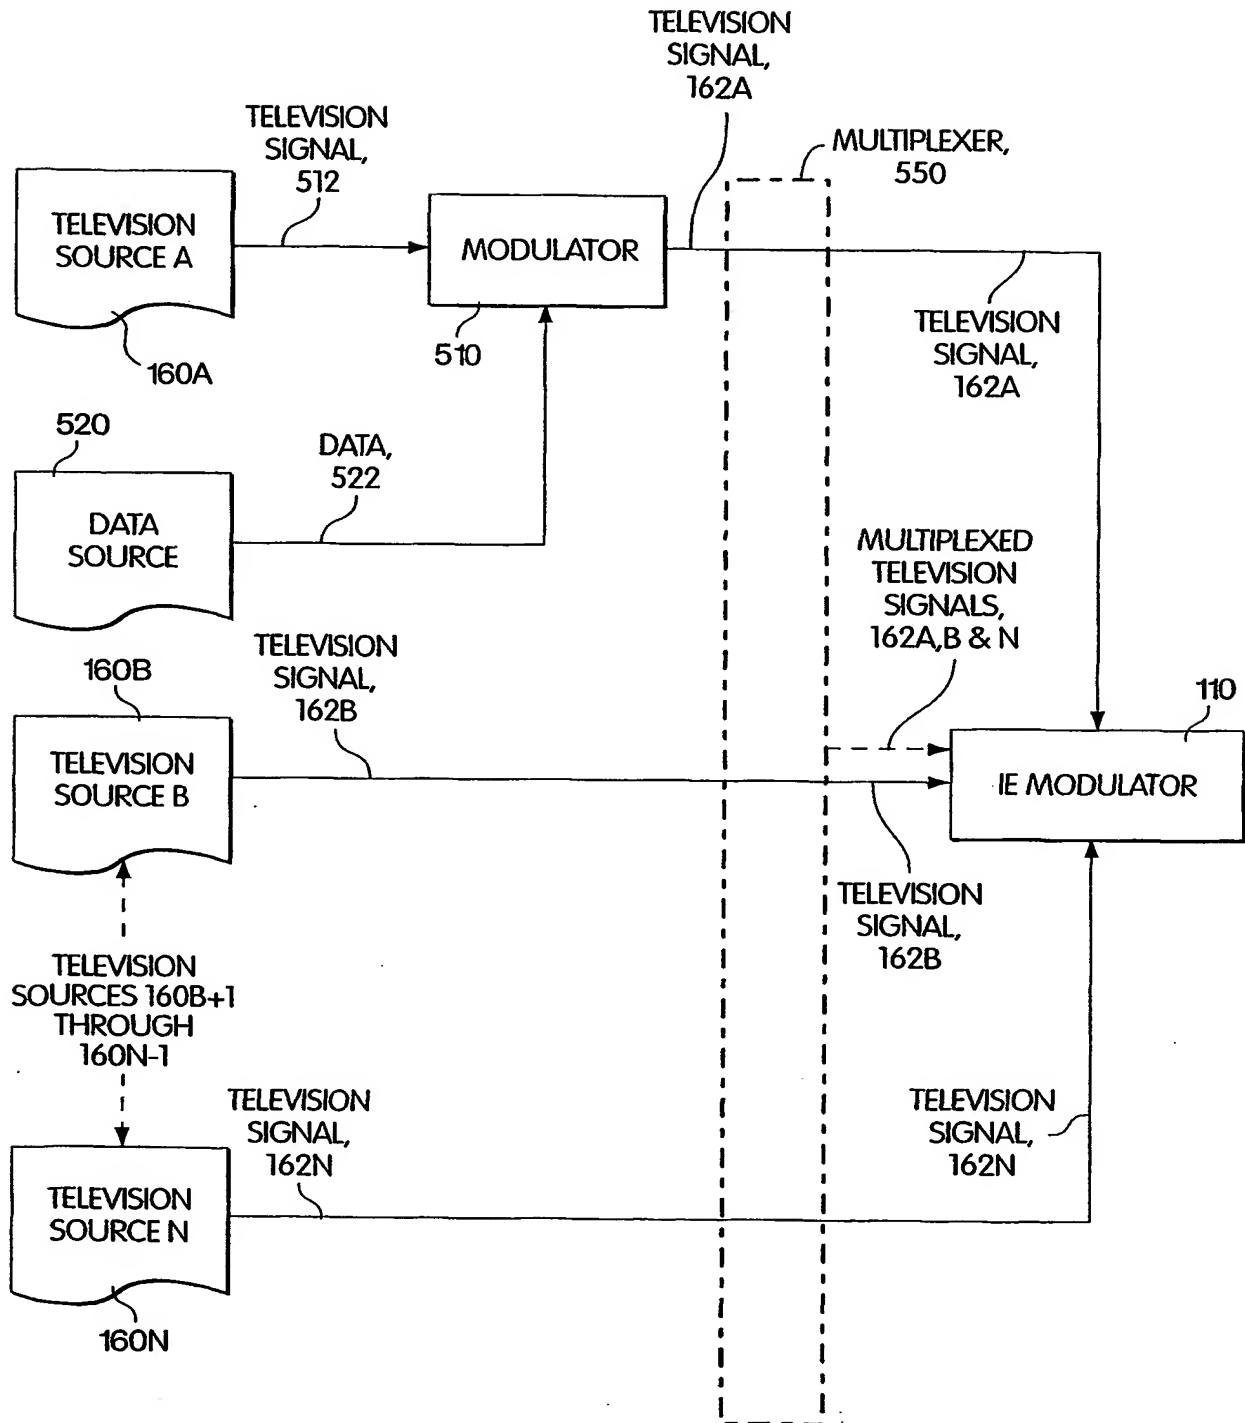 TELEVISION
SIGNAL,
162A
TELEVISION
SIGNAL,
512
MULTIPLEXER,
550
TELEVISION
SOURCE A
MODULATOR
160A
510
TELEVISION
SIGNAL,
162A
520
DATA,
522
DATA
SOURCE
MULTIPLEXED
TELEVISION
SIGNALS,
162A,B & N
160B
TELEVISION
SIGNAL,
162B
110
TELEVISION
SOURCE B
IE MODULATOR
TELEVISION
SIGNAL,
162B
TELEVISION
SOURCES 160B+1
THROUGH
160N-1
TELEVISION
SIGNAL,
162N
TELEVISION
SIGNAL,
162N
TELEVISION
SOURCE N
160N